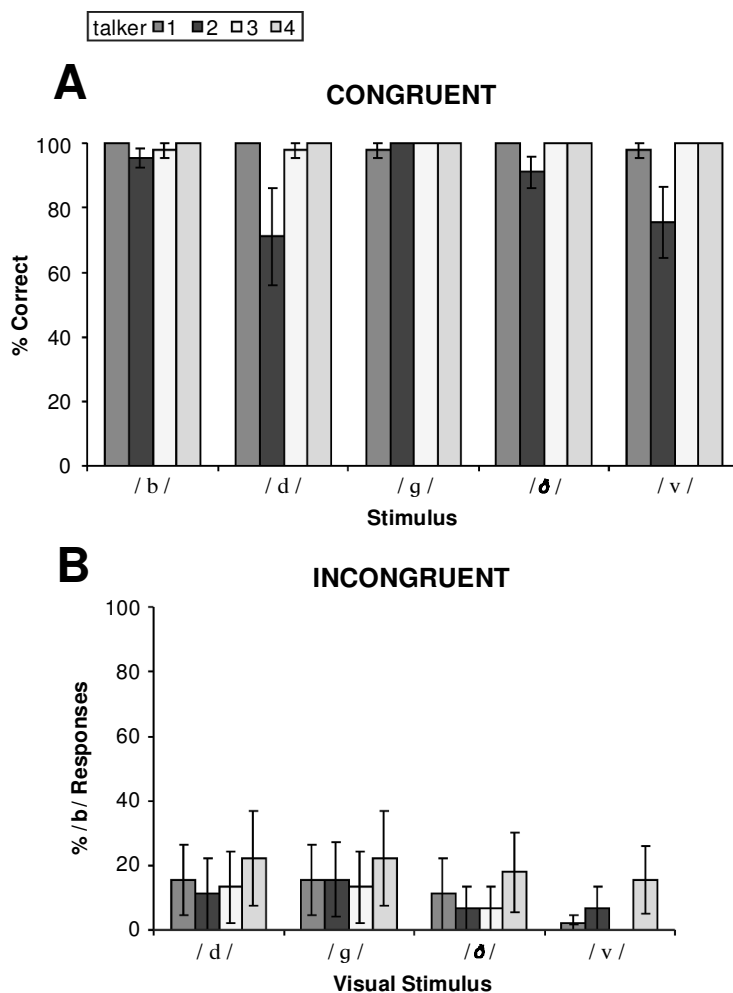 talker 1 2 3 4
A
CONGRUENT
100
80
60
40
20
0
% Correct
/ b / / d / / g / / ð / / v /
Stimulus
B
INCONGRUENT
100
80
60
40
20
0
% / b / Responses
/ d / / g / / ð / / v /
Visual Stimulus